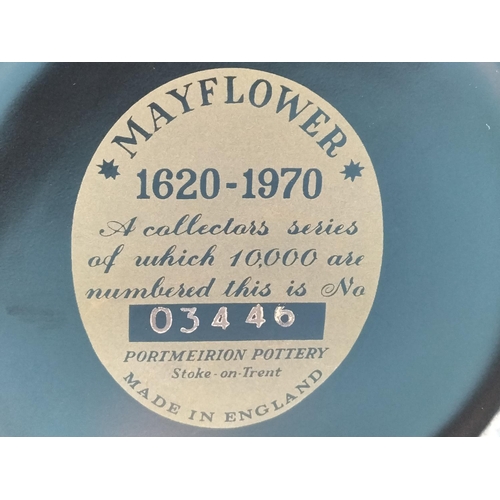 MAYFLOWER
1620-1970
A collectors series
of which 10,000 are
numbered this is No
03446
PORTMEIRION POTTERY
Stoke-on-Trent
MADE IN ENGLAND